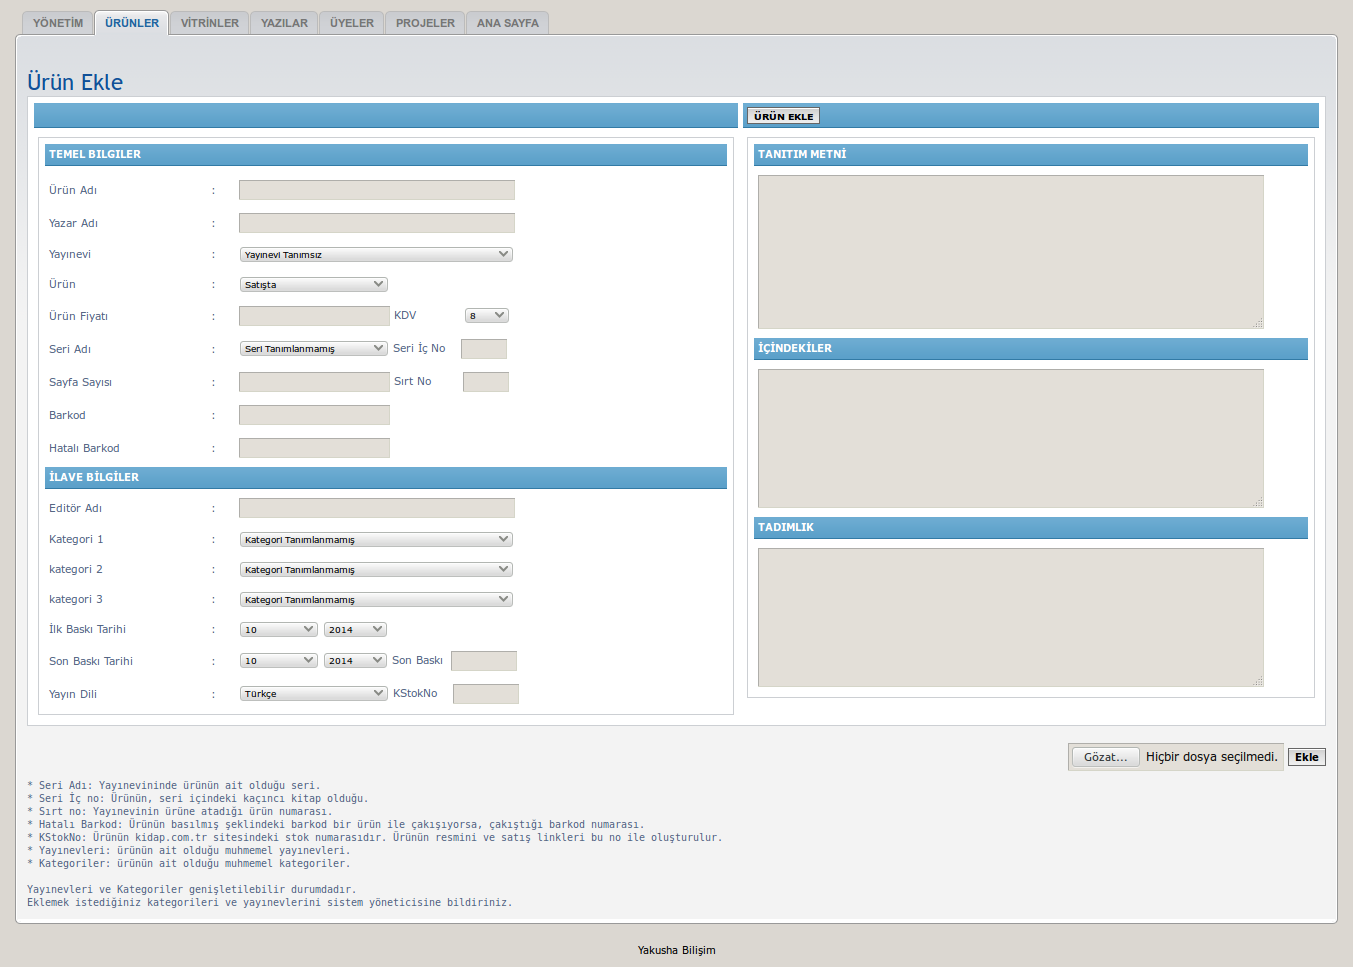 YÖNETİM ÜRÜNLER VİTRİNLER YAZILAR ÜYELER PROJELER ANA SAYFA
Ürün Ekle
ÜRÜN EKLE
TEMEL BILGILER
Ürün Adı :
Yazar Adı :
Yayınevi : Yayınevi Tanımsız
Ürün : Satışta
Ürün Fiyatı : KDV 8
Seri Adı : Seri Tanımlanmamış Seri İç No
Sayfa Sayısı : Sırt No
Barkod :
Hatalı Barkod :
İLAVE BİLGİLER
Editör Adı :
Kategori 1 : Kategori Tanımlanmamış
kategori 2 : Kategori Tanımlanmamış
kategori 3 : Kategori Tanımlanmamış
İlk Baskı Tarihi : 10 2014
Son Baskı Tarihi : 10 2014 Son Baskı
Yayın Dili : Türkçe KStokNo
TANITIM METNİ
İÇİNDEKİLER
TADIMLIK
Gözat... Hiçbir dosya seçilmedi. Ekle
* Seri Adı: Yayınevininde ürünün ait olduğu seri.
* Seri İç no: Ürünün, seri içindeki kaçıncı kitap olduğu.
* Sırt no: Yayınevinin ürüne atadığı ürün numarası.
* Hatalı Barkod: Ürünün basılmış şeklindeki barkod bir ürün ile çakışıyorsa, çakıştığı barkod numarası.
* KStokNo: Ürünün kidap.com.tr sitesindeki stok numarasıdır. Ürünün resmini ve satış linkleri bu no ile oluşturulur.
* Yayınevleri: ürünün ait olduğu muhmemel yayınevleri.
* Kategoriler: ürünün ait olduğu muhmemel kategoriler.
Yayınevleri ve Kategoriler genişletilebilir durumdadır.
Eklemek istediğiniz kategorileri ve yayınevlerini sistem yöneticisine bildiriniz.
Yakusha Bilişim